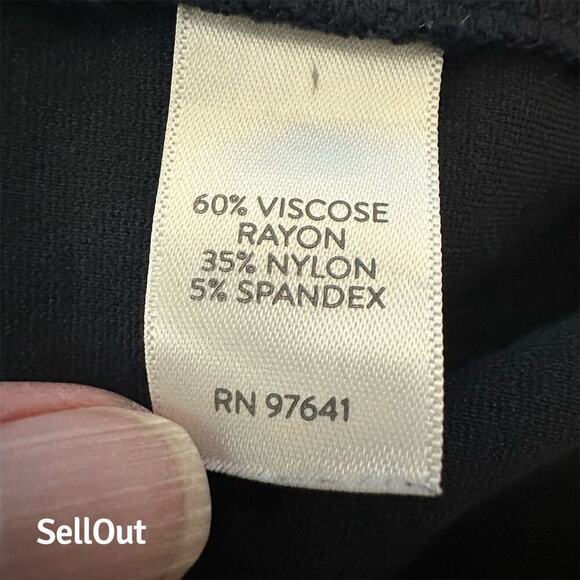 60% VISCOSE
RAYON
35% NYLON
5% SPANDEX
RN 97641
SellOut